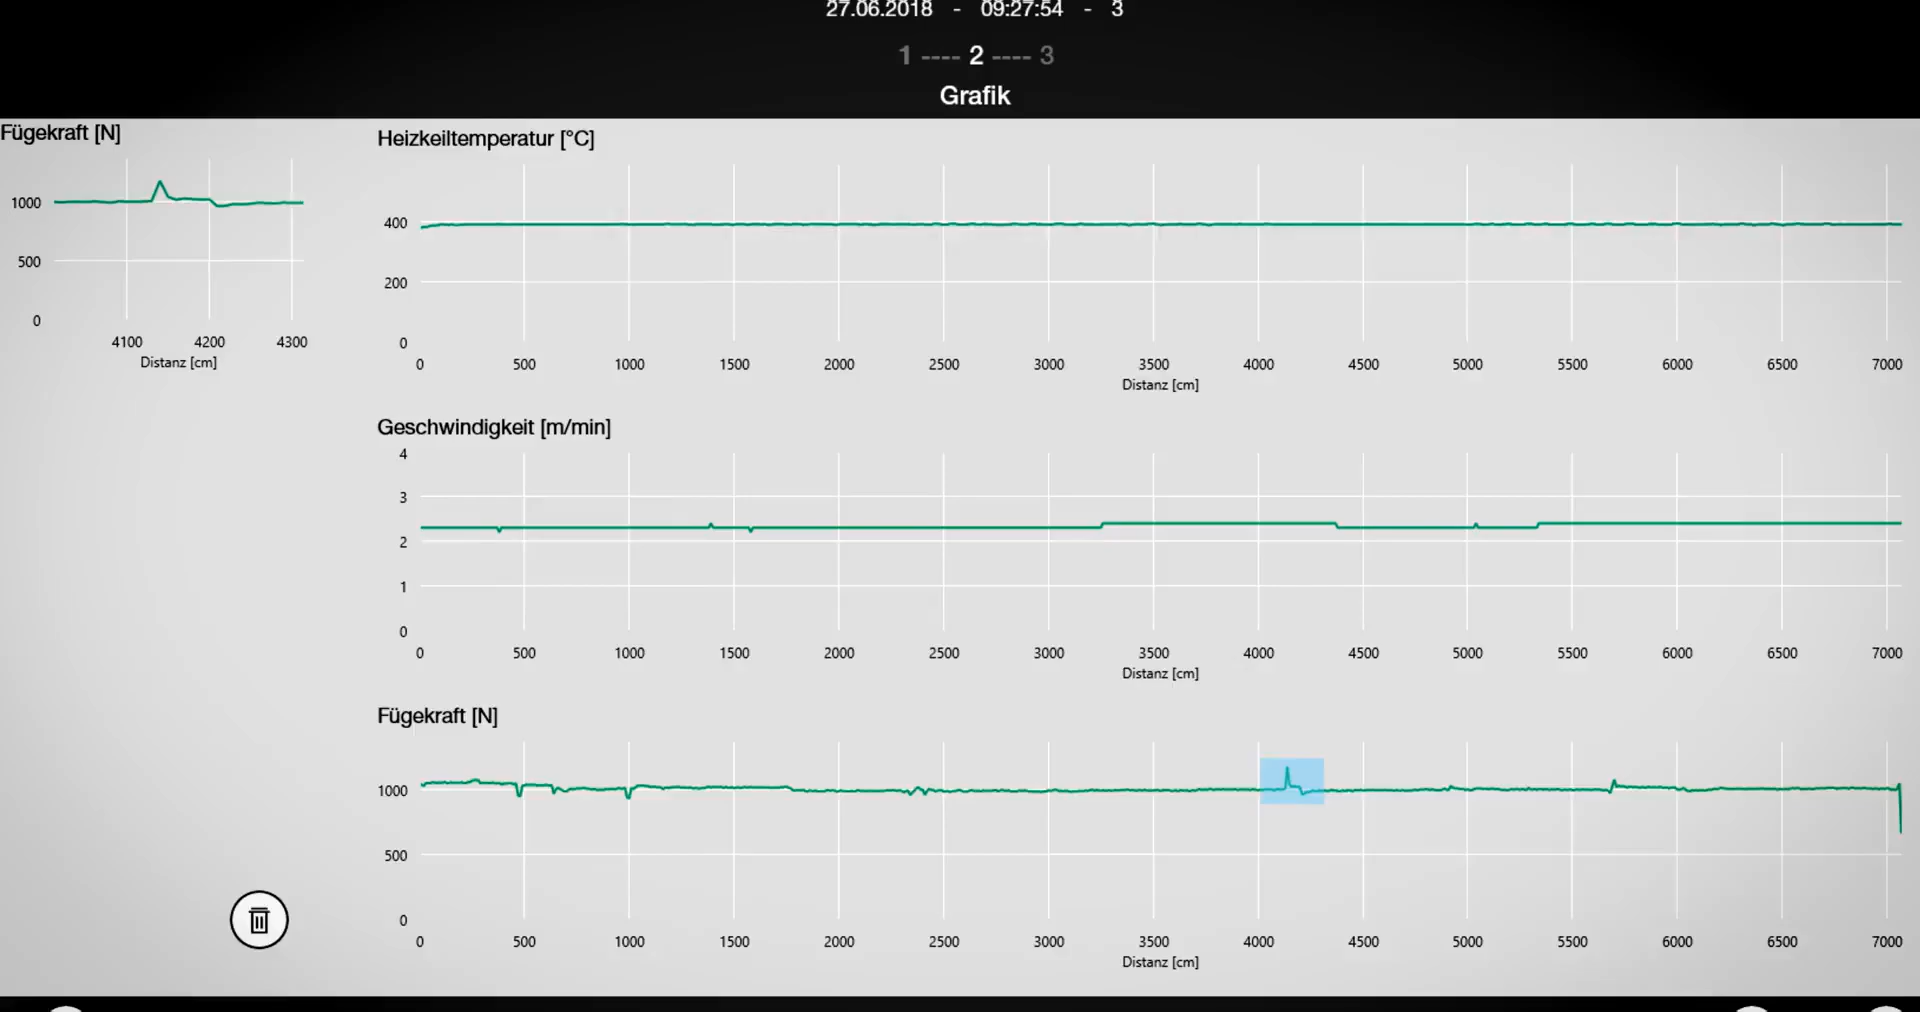 27.06.2018 - 09:27:54 - 3
1 ---- 2 ---- 3
Grafik
Fügekraft [N]
1000
500
0
4100 4200 4300
Distanz [cm]
Heizkeiltemperatur [°C]
400
200
0
0 500 1000 1500 2000 2500 3000 3500 4000 4500 5000 5500 6000 6500 7000
Distanz [cm]
Geschwindigkeit [m/min]
4
3
2
1
0
0 500 1000 1500 2000 2500 3000 3500 4000 4500 5000 5500 6000 6500 7000
Distanz [cm]
Fügekraft [N]
1000
500
0
0 500 1000 1500 2000 2500 3000 3500 4000 4500 5000 5500 6000 6500 7000
Distanz [cm]